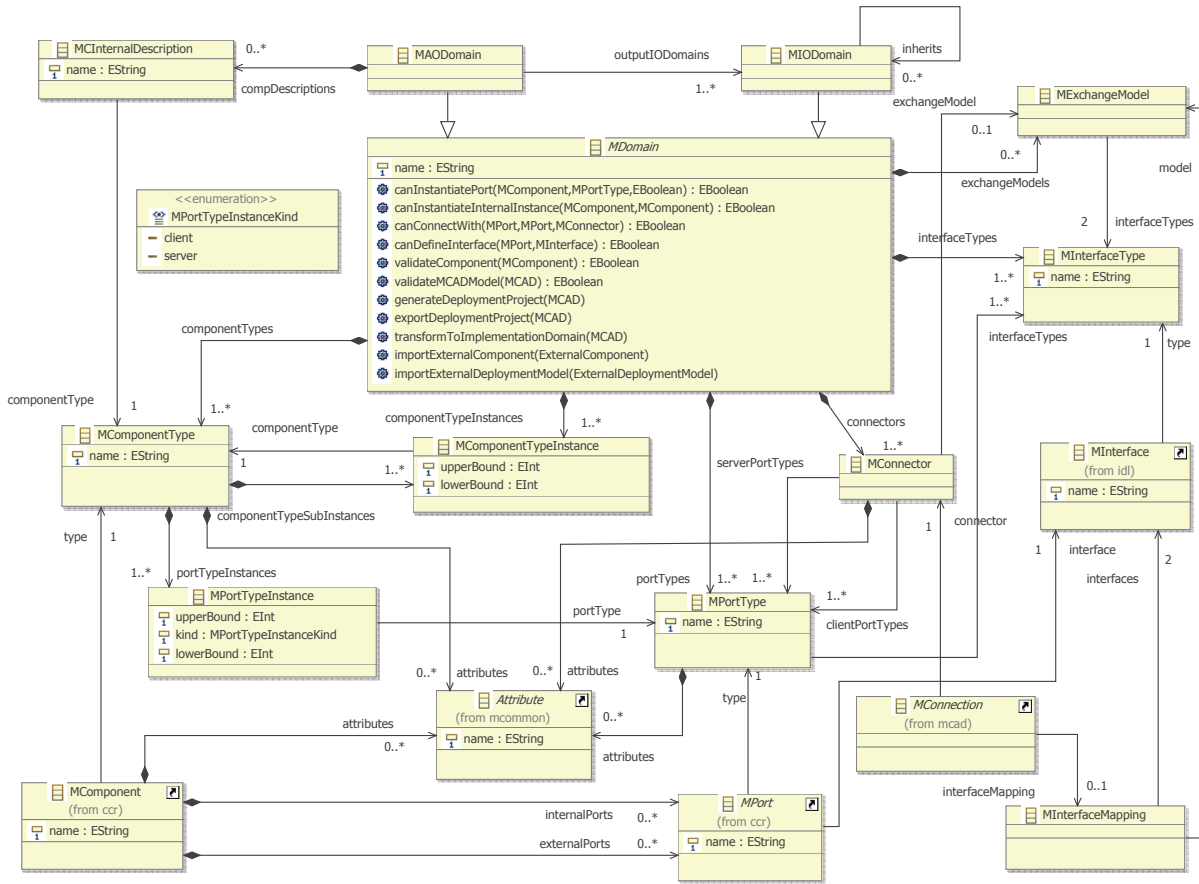 MCInternalDescription
name : EString
0..*
compDescriptions
MAODomain
outputIODomains
1..*
MIODomain
inherits
0..*
exchangeModel
0..1
MExchangeModel
model
MDomain
name : EString
canInstantiatePort(MComponent,MPortType,EBoolean) : EBoolean
canInstantiateInternalInstance(MComponent,MComponent) : EBoolean
canConnectWith(MPort,MPort,MConnector) : EBoolean
canDefineInterface(MPort,MInterface) : EBoolean
validateComponent(MComponent) : EBoolean
validateMCADModel(MCAD) : EBoolean
generateDeploymentProject(MCAD)
exportDeploymentProject(MCAD)
transformToImplementationDomain(MCAD)
importExternalComponent(ExternalComponent)
importExternalDeploymentModel(ExternalDeploymentModel)
0..*
exchangeModels
<<enumeration>>
MPortTypeInstanceKind
client
server
2
interfaceTypes
interfaceTypes
1..*
MInterfaceType
name : EString
1..*
interfaceTypes
1
type
componentTypes
1..*
componentType
1
MComponentType
name : EString
componentType
1
componentTypeInstances
1..*
1..*
MComponentTypeInstance
upperBound : EInt
lowerBound : EInt
componentTypeSubInstances
connectors
1..*
MConnector
serverPortTypes
MInterface
(from idl)
name : EString
type
1
1..*
portTypeInstances
MPortTypeInstance
upperBound : EInt
kind : MPortTypeInstanceKind
lowerBound : EInt
portType
1
portTypes
1..*
1..*
MPortType
name : EString
1..*
clientPortTypes
1
connector
1
interface
interfaces
2
0..*
attributes
0..*
attributes
Attribute
(from mcommon)
name : EString
0..*
attributes
attributes
0..*
type
1
MConnection
(from mcad)
interfaceMapping
0..1
MInterfaceMapping
MComponent
(from ccr)
name : EString
internalPorts
0..*
externalPorts
0..*
MPort
(from ccr)
name : EString